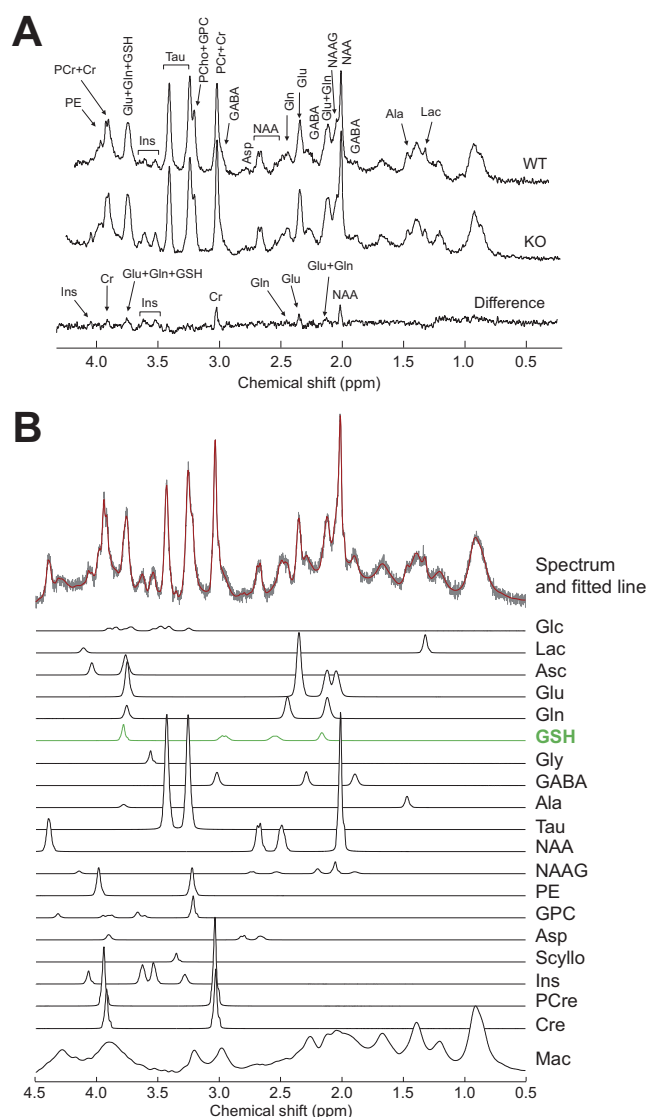 A
PE
PCr+Cr
Glu+Gln+GSH
Ins
Tau
PCho+GPC
PCr+Cr
GABA
Asp
NAA
Gln
Glu
GABA
Glu+Gln
NAAG
NAA
GABA
Ala
Lac
WT
KO
Ins
Cr
Glu+Gln+GSH
Ins
Cr
Gln
Glu
Glu+Gln
NAA
Difference
4.0 3.5 3.0 2.5 2.0 1.5 1.0 0.5
Chemical shift (ppm)
B
Spectrum
and fitted line
Glc
Lac
Asc
Glu
Gln
GSH
Gly
GABA
Ala
Tau
NAA
NAAG
PE
GPC
Asp
Scyllo
Ins
PCre
Cre
Mac
4.5 4.0 3.5 3.0 2.5 2.0 1.5 1.0 0.5
Chemical shift (ppm)